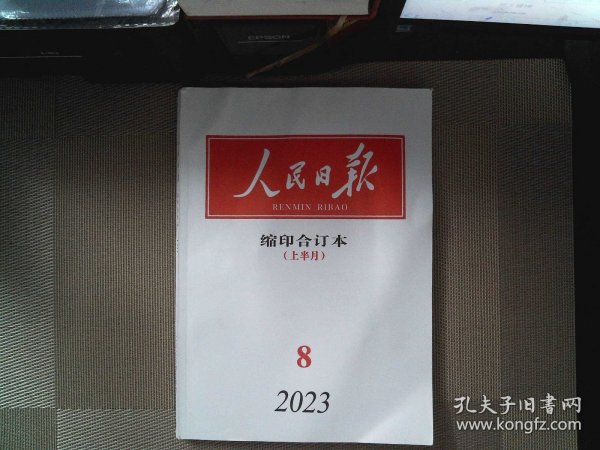 EPSON
人民日报
RENMIN RIBAO
缩印合订本
(上半月)
8
2023
孔夫子旧書网
www.kongfz.com